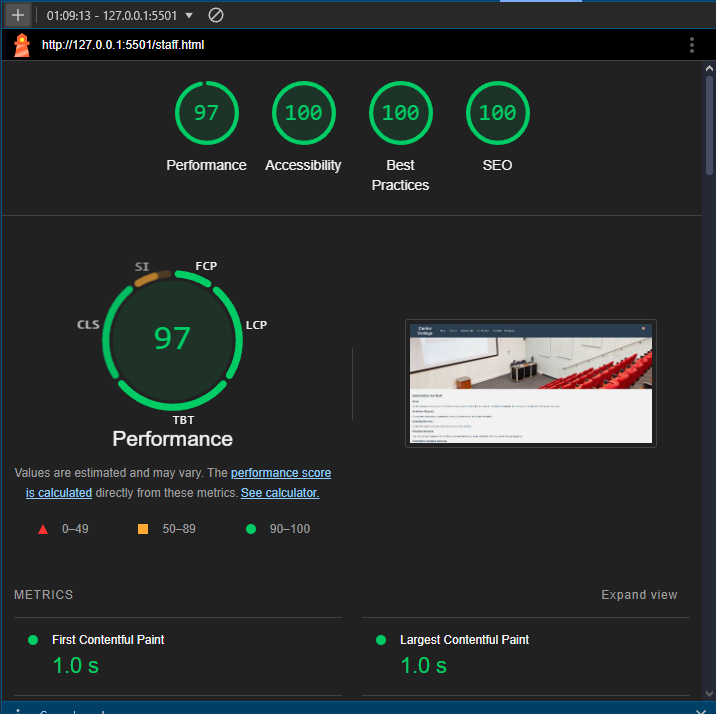 01:09:13 - 127.0.0.1:5501
http://127.0.0.1:5501/staff.html
97
100
100
100
Performance
Accessibility
Best
Practices
SEO
SI
FCP
CLS
LCP
97
TBT
Performance
Values are estimated and may vary. The performance score
is calculated directly from these metrics. See calculator.
0–49
50–89
90–100
College
METRICS
Expand view
First Contentful Paint
1.0 s
Largest Contentful Paint
1.0 s